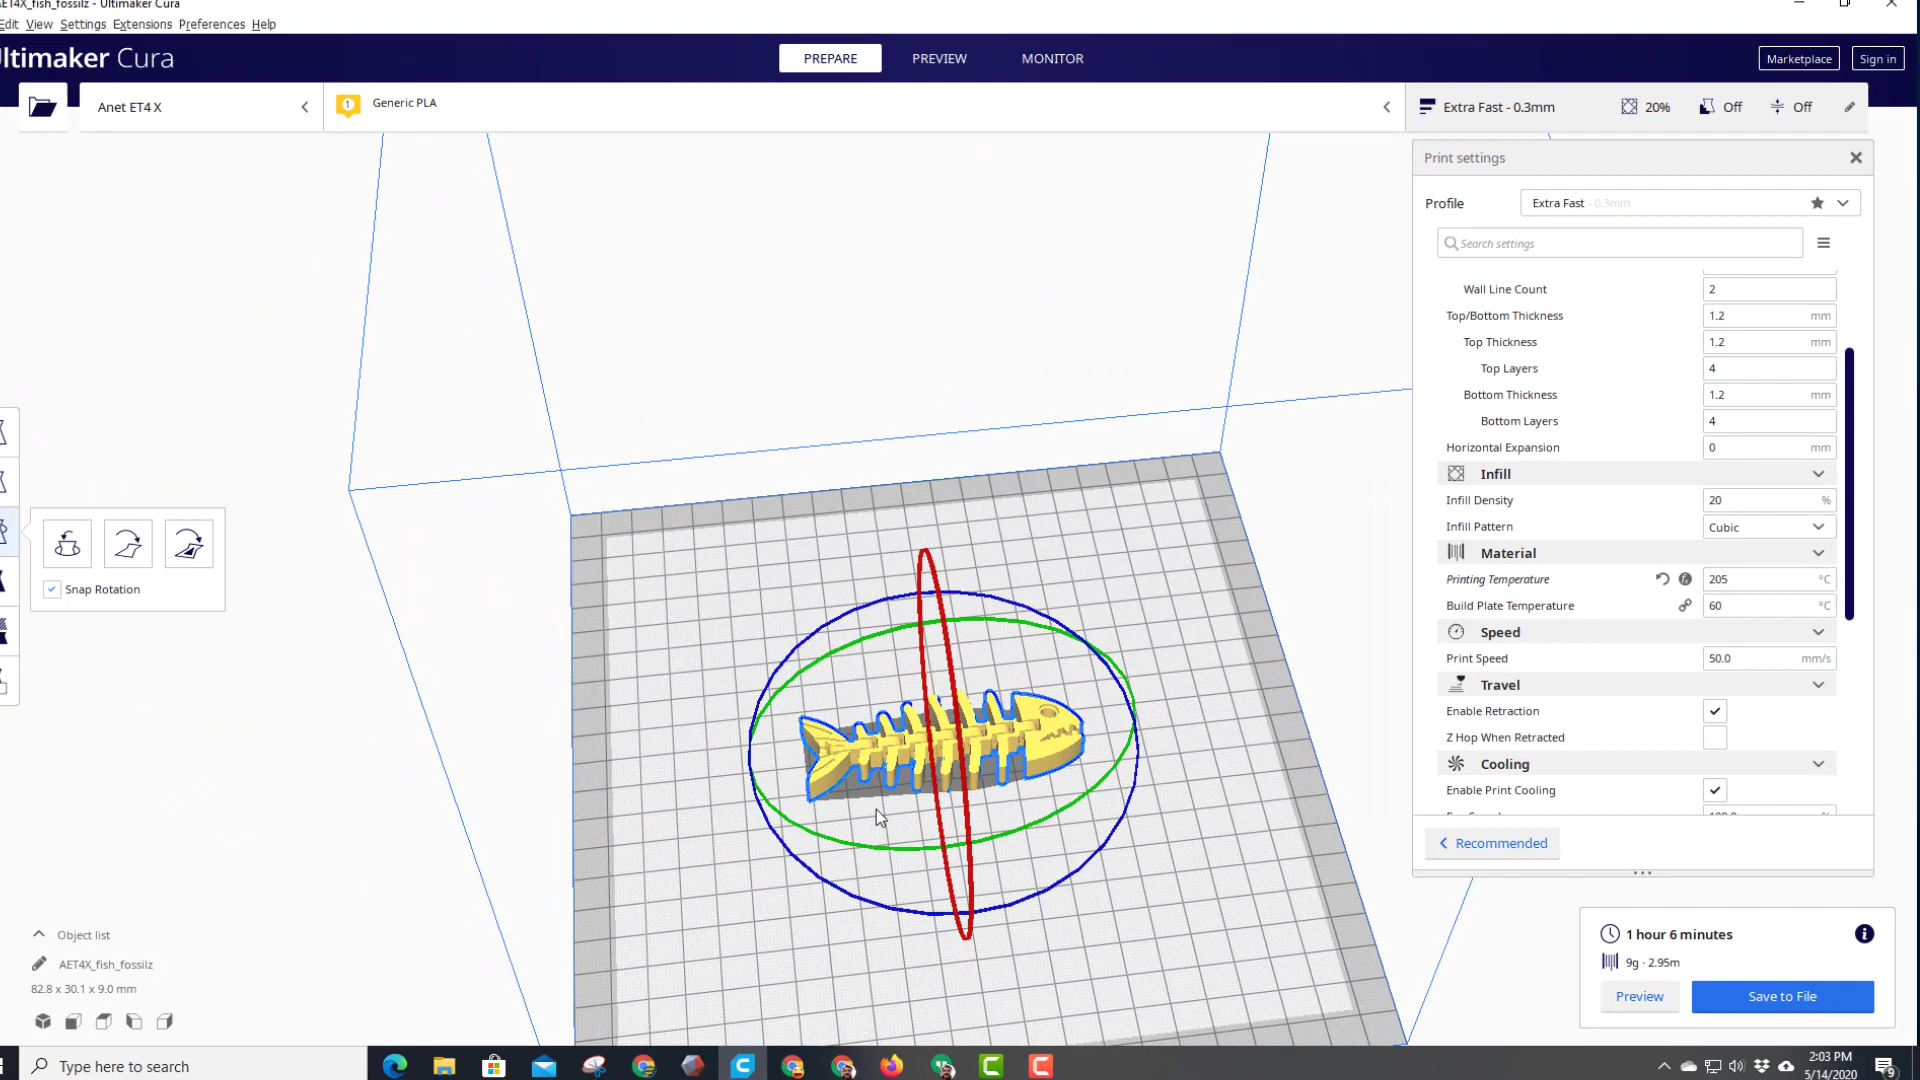 AET4X_fish_fossilz - Ultimaker Cura
Edit View Settings Extensions Preferences Help
Ultimaker Cura
PREPARE
PREVIEW
MONITOR
Marketplace
Sign in
Anet ET4 X
1
Generic PLA
Extra Fast - 0.3mm
20%
Off
Off
Print settings
Profile
Extra Fast - 0.3mm
Search settings
Wall Line Count
2
Top/Bottom Thickness
1.2 mm
Top Thickness
1.2 mm
Top Layers
4
Bottom Thickness
1.2 mm
Bottom Layers
4
Horizontal Expansion
0 mm
Infill
Infill Density
20 %
Infill Pattern
Cubic
Material
Printing Temperature
205 °C
Build Plate Temperature
60 °C
Speed
Print Speed
50.0 mm/s
Travel
Enable Retraction
Z Hop When Retracted
Cooling
Enable Print Cooling
Recommended
Snap Rotation
Object list
AET4X_fish_fossilz
82.8 x 30.1 x 9.0 mm
1 hour 6 minutes
9g · 2.95m
Preview
Save to File
Type here to search
2:03 PM
5/14/2020
9